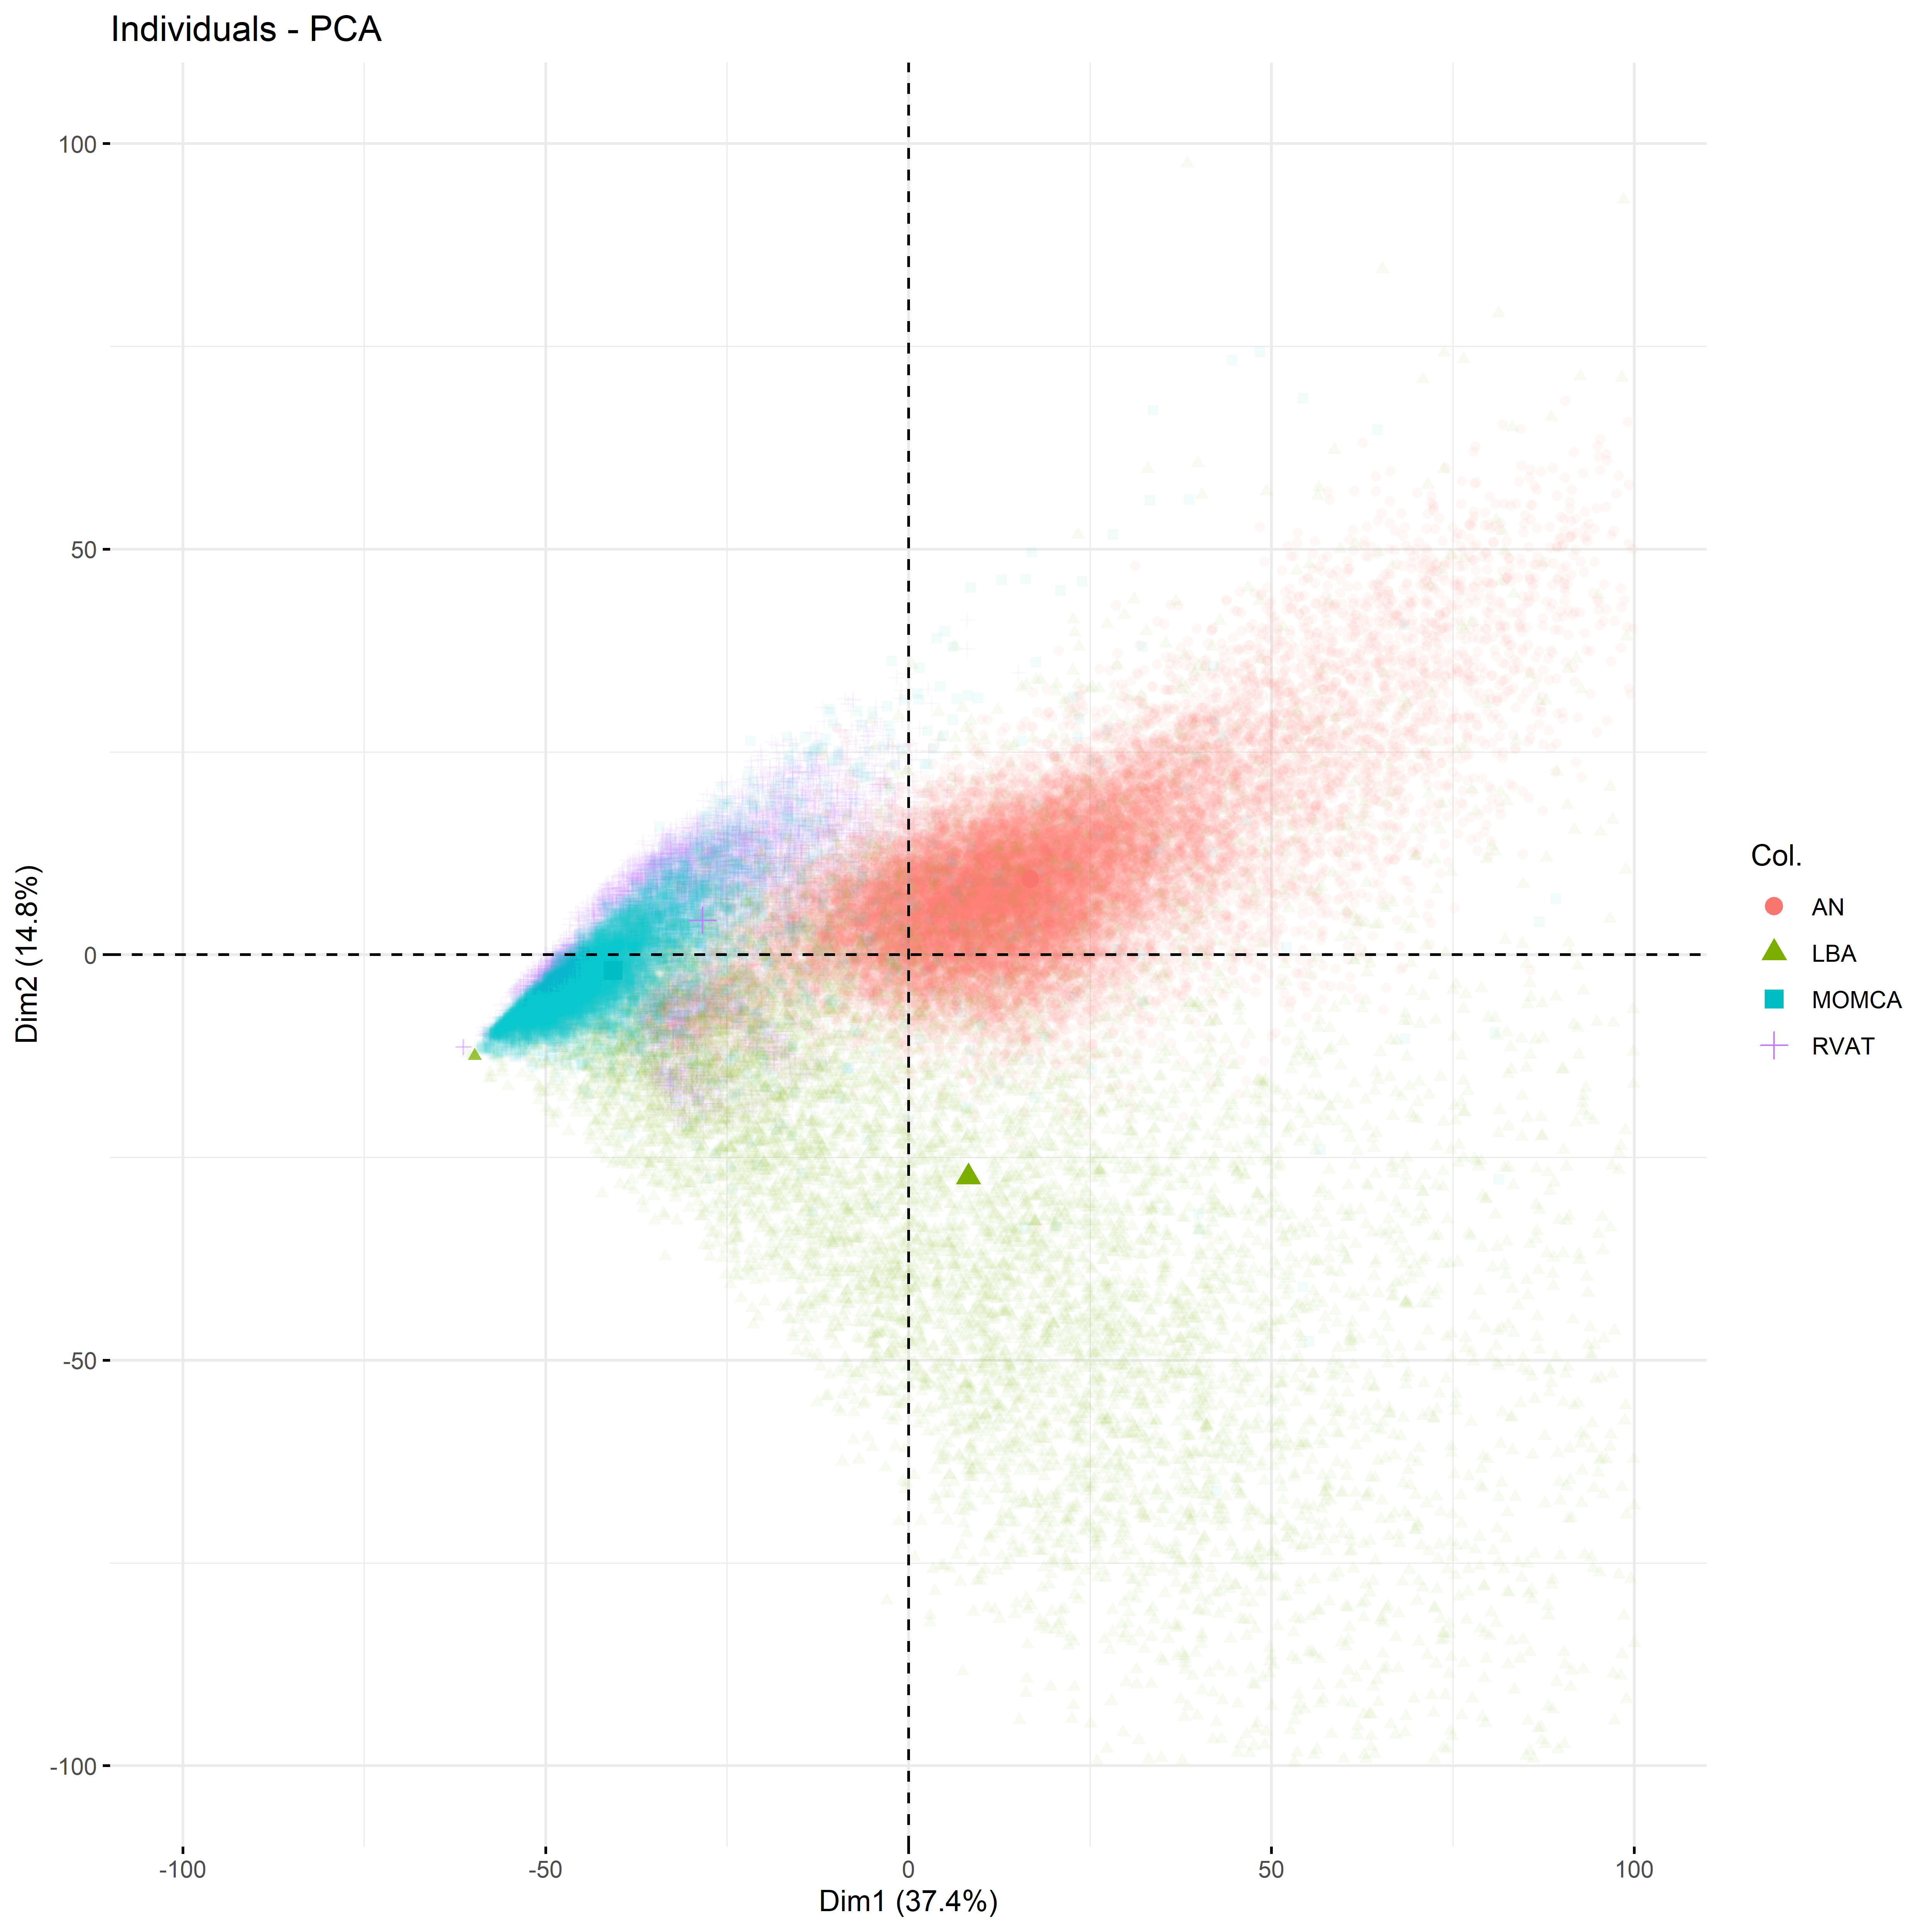 Individuals - PCA
100
50
0
-50
-100
Dim2 (14.8%)
-100
-50
0
50
100
Dim1 (37.4%)
Col.
AN
LBA
MOMCA
RVAT